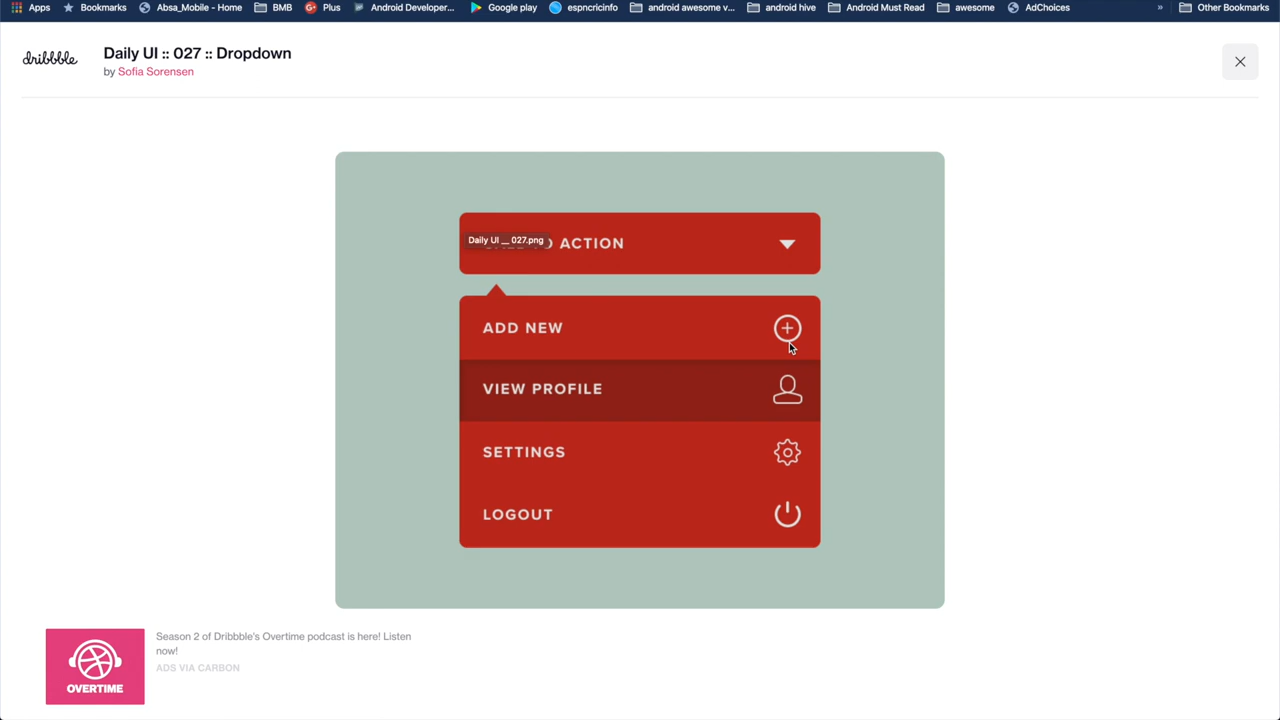 Apps Bookmarks Absa_Mobile - Home BMB Plus Android Developer... Google play espncricinfo android awesome v... android hive Android Must Read awesome AdChoices » Other Bookmarks
dribbble
Daily UI :: 027 :: Dropdown
by Sofia Sorensen
Daily UI __ 027.png
ACTION
ADD NEW
VIEW PROFILE
SETTINGS
LOGOUT
OVERTIME
Season 2 of Dribbble's Overtime podcast is here! Listen
now!
ADS VIA CARBON